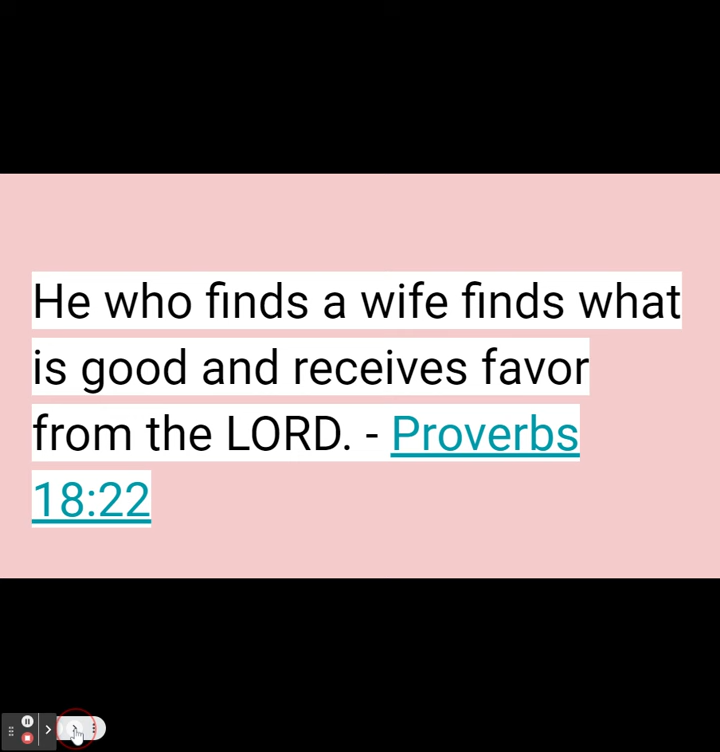 He who finds a wife finds what
is good and receives favor
from the LORD. - Proverbs
18:22